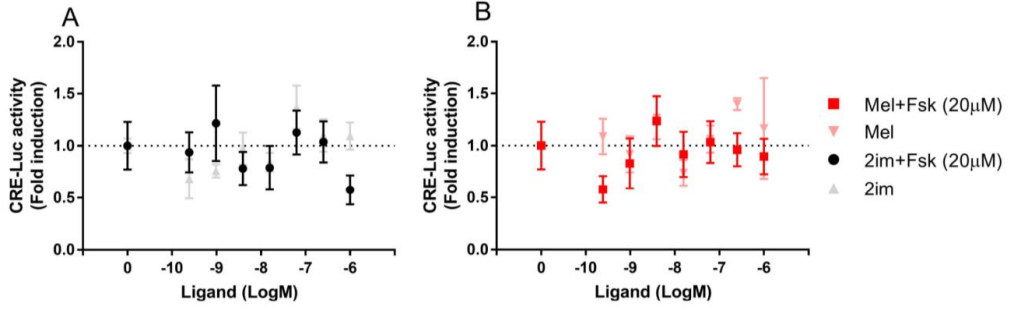 A
2.0
1.5
1.0
0.5
0.0
CRE-Luc activity
(Fold induction)
0 -10 -9 -8 -7 -6
Ligand (LogM)
B
2.0
1.5
1.0
0.5
0.0
CRE-Luc activity
(Fold induction)
0 -10 -9 -8 -7 -6
Ligand (LogM)
Mel+Fsk (20μM)
Mel
2im+Fsk (20μM)
2im